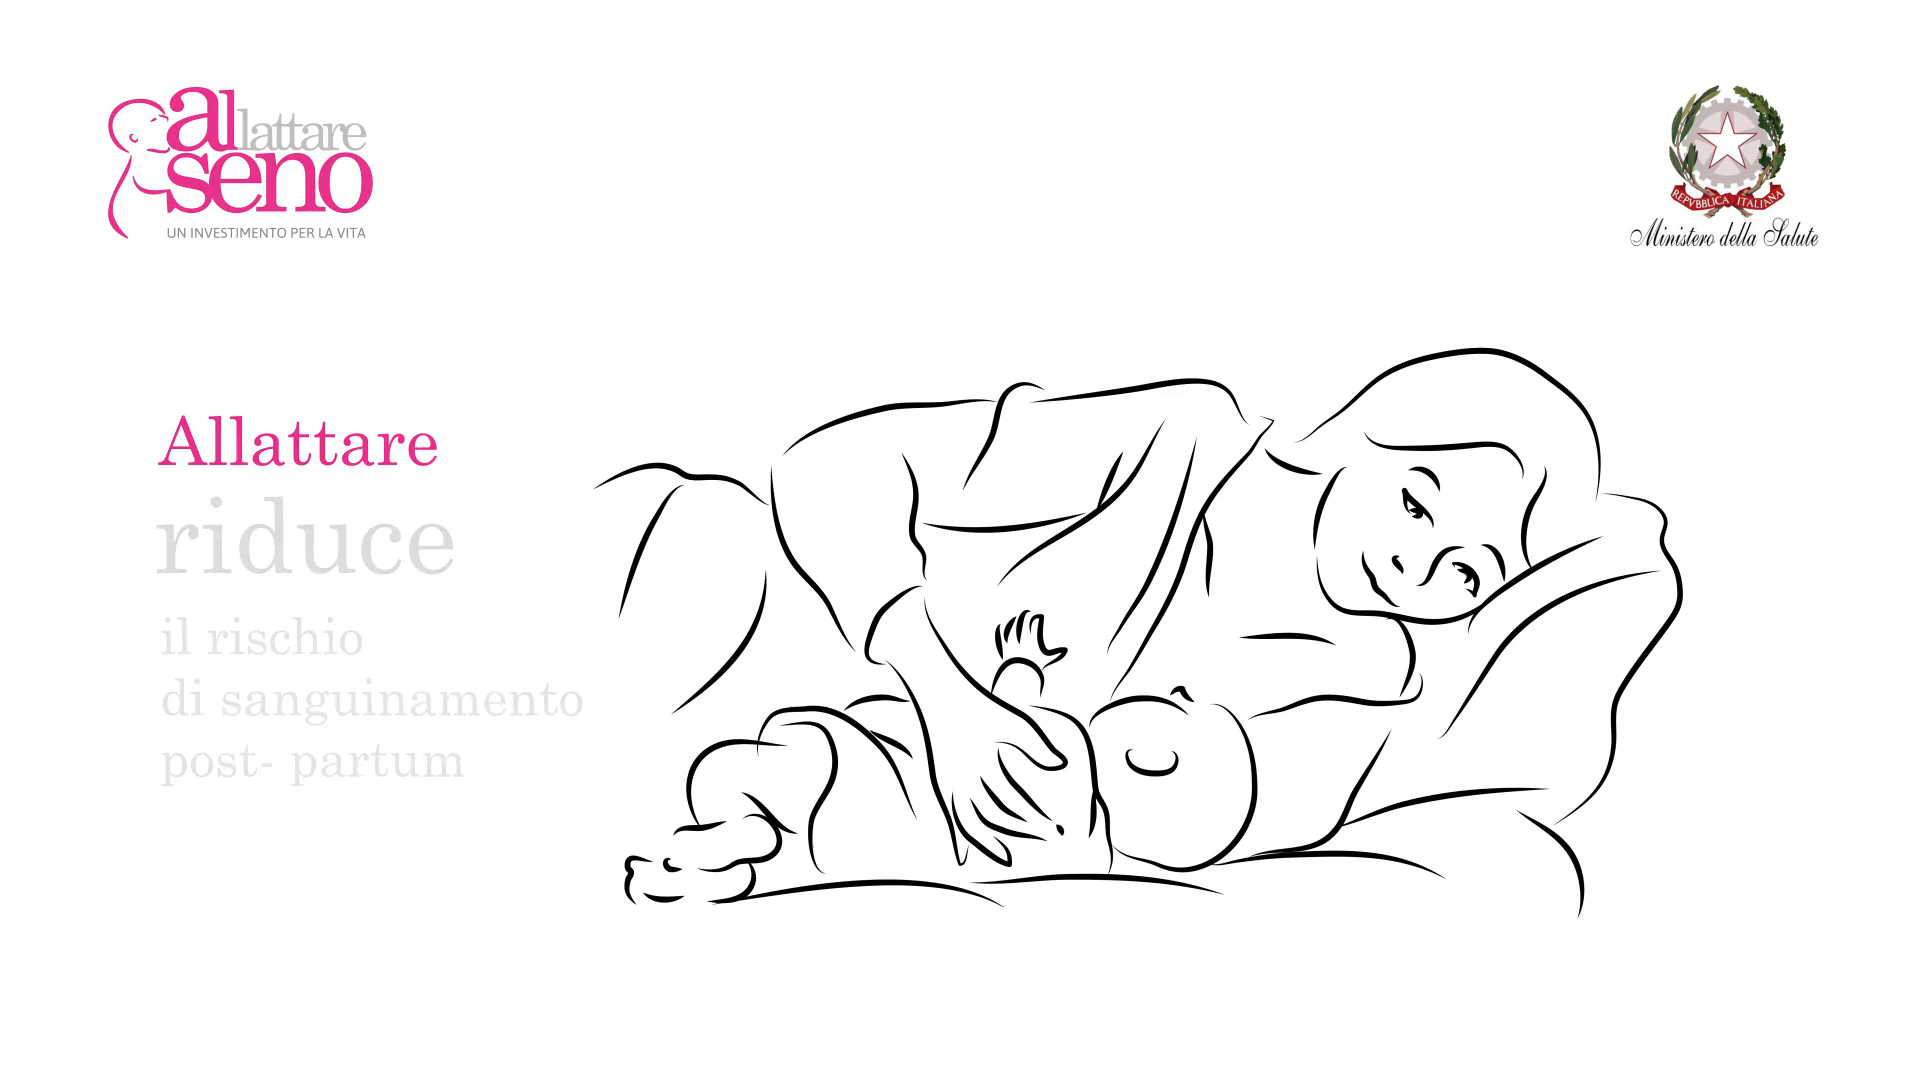 allattare
seno
UN INVESTIMENTO PER LA VITA
REPVBBLICA ITALIANA
Ministero della Salute
Allattare
riduce
il rischio
di sanguinamento
post- partum